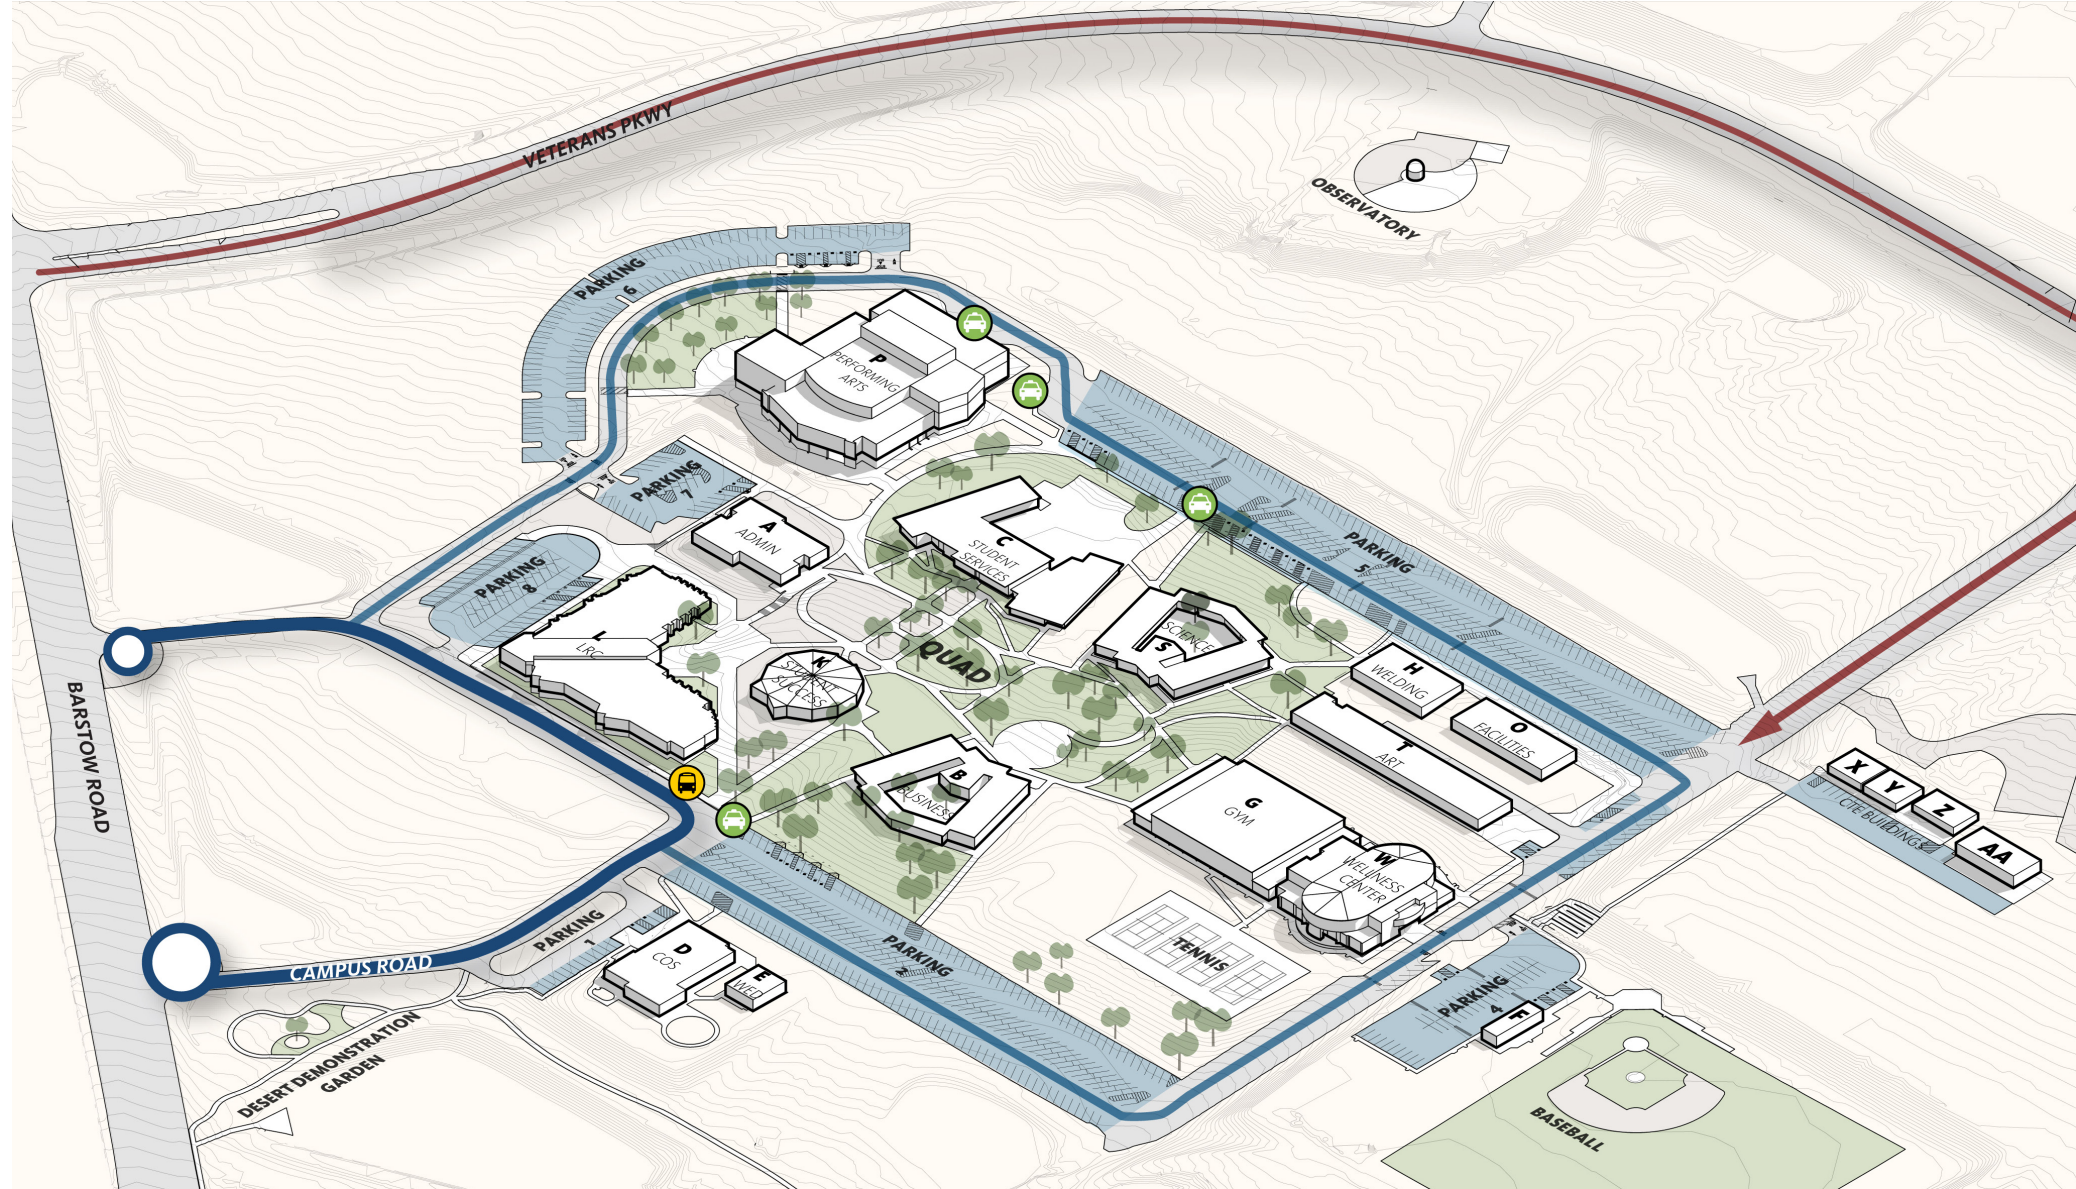 VETERANS PKWY
OBSERVATORY
PARKING
6
P
PERFORMING
ARTS
PARKING
7
A
ADMIN
C
STUDENT
SERVICES
PARKING
5
PARKING
8
L
LRC
K
STUDENT
SUCCESS
QUAD
SCIENCE
S
H
WELDING
O
FACILITIES
T
ART
BARSTOW ROAD
B
BUSINESS
G
GYM
W
WELLNESS
CENTER
X
Y
Z
AA
CTE BUILDINGS
PARKING
1
D
COS
E
WED
PARKING
2
TENNIS
PARKING
4
F
CAMPUS ROAD
DESERT DEMONSTRATION
GARDEN
BASEBALL